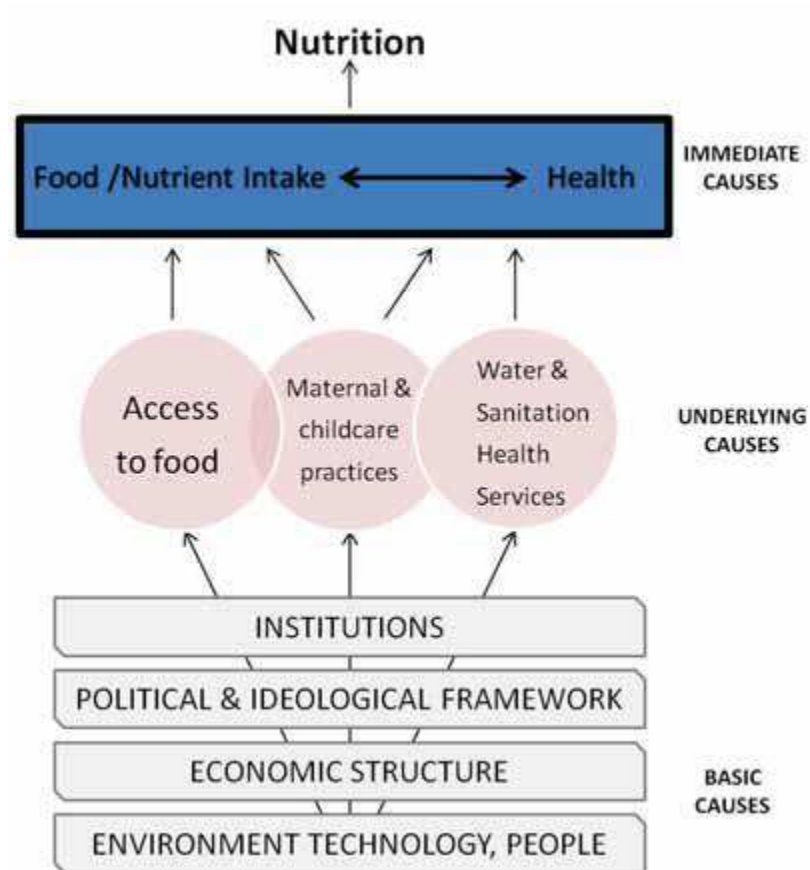 Nutrition
Food /Nutrient Intake
Health
IMMEDIATE
CAUSES
Access
to food
Maternal &
childcare
practices
Water &
Sanitation
Health
Services
UNDERLYING
CAUSES
INSTITUTIONS
POLITICAL & IDEOLOGICAL FRAMEWORK
ECONOMIC STRUCTURE
ENVIRONMENT TECHNOLOGY, PEOPLE
BASIC
CAUSES